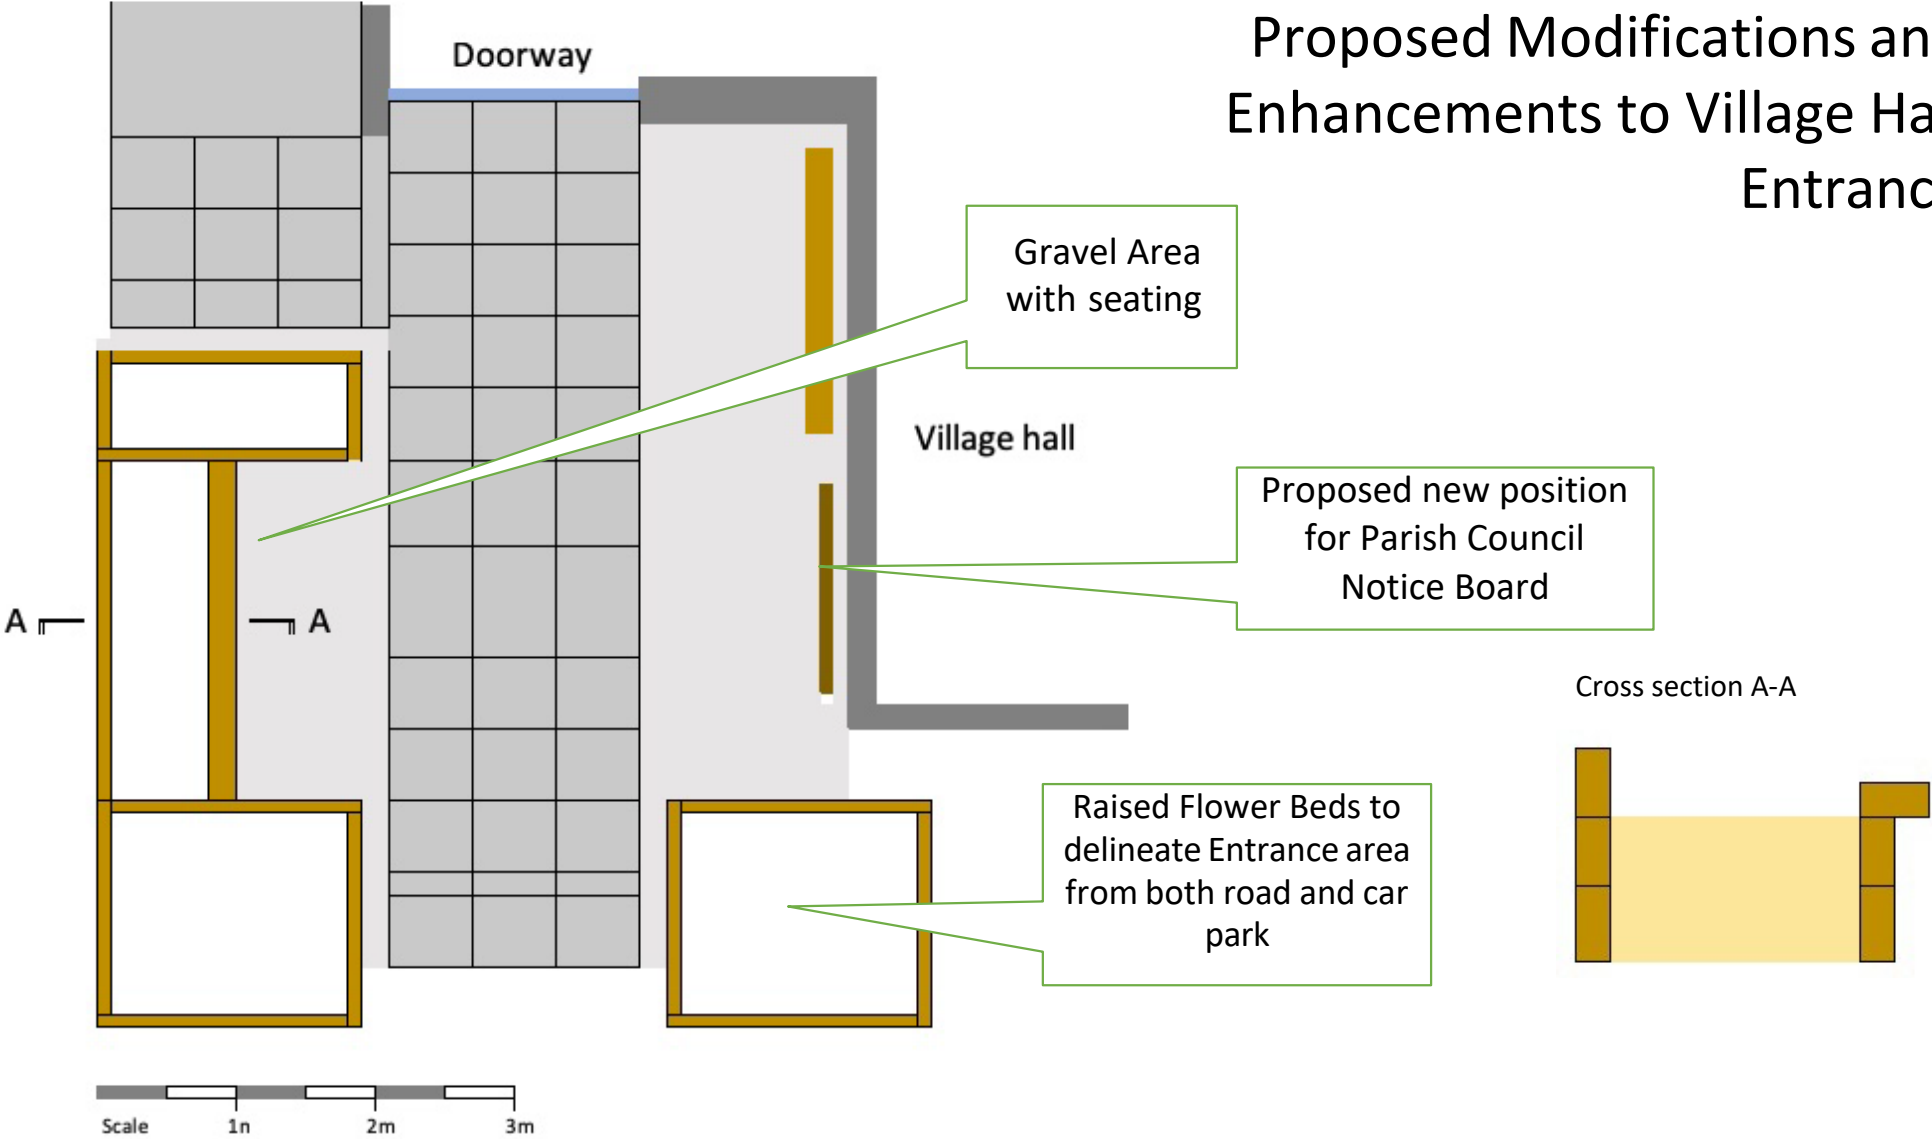 Proposed Modifications an
Enhancements to Village Ha
Entranc
Doorway
Gravel Area
with seating
Village hall
Proposed new position
for Parish Council
Notice Board
A
A
Cross section A-A
Raised Flower Beds to
delineate Entrance area
from both road and car
park
Scale 1n 2m 3m